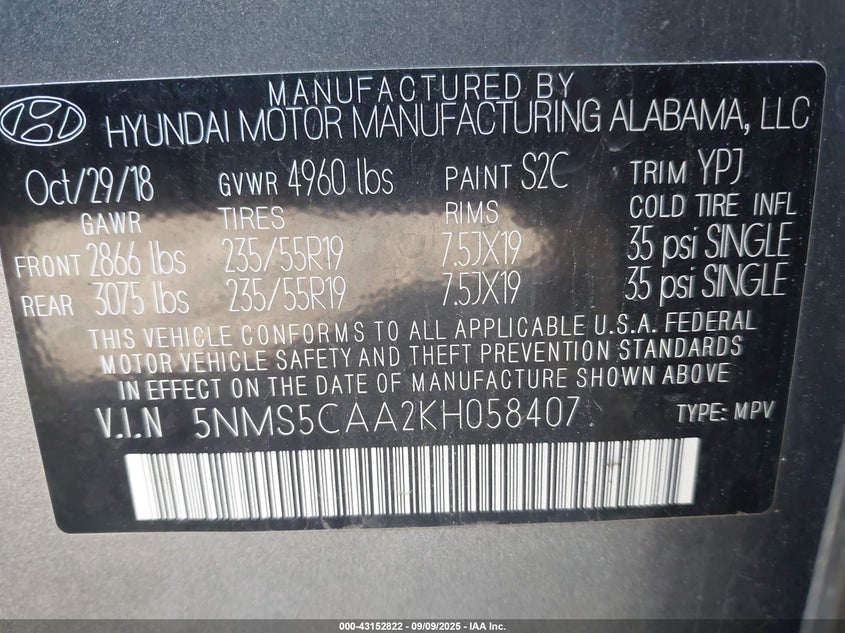 MANUFACTURED BY
HYUNDAI MOTOR MANUFACTURING ALABAMA, LLC
Oct/29/18 GVWR 4960 lbs PAINT S2C TRIM YPJ
GAWR TIRES RIMS COLD TIRE INFL
FRONT 2866 lbs 235/55R19 7.5JX19 35 psi SINGLE
REAR 3075 lbs 235/55R19 7.5JX19 35 psi SINGLE
THIS VEHICLE CONFORMS TO ALL APPLICABLE U.S.A. FEDERAL
MOTOR VEHICLE SAFETY AND THEFT PREVENTION STANDARDS
IN EFFECT ON THE DATE OF MANUFACTURE SHOWN ABOVE
V.I.N 5NMS5CAA2KH058407 TYPE: MPV
000-43152822 - 09/09/2025 - IAA Inc.